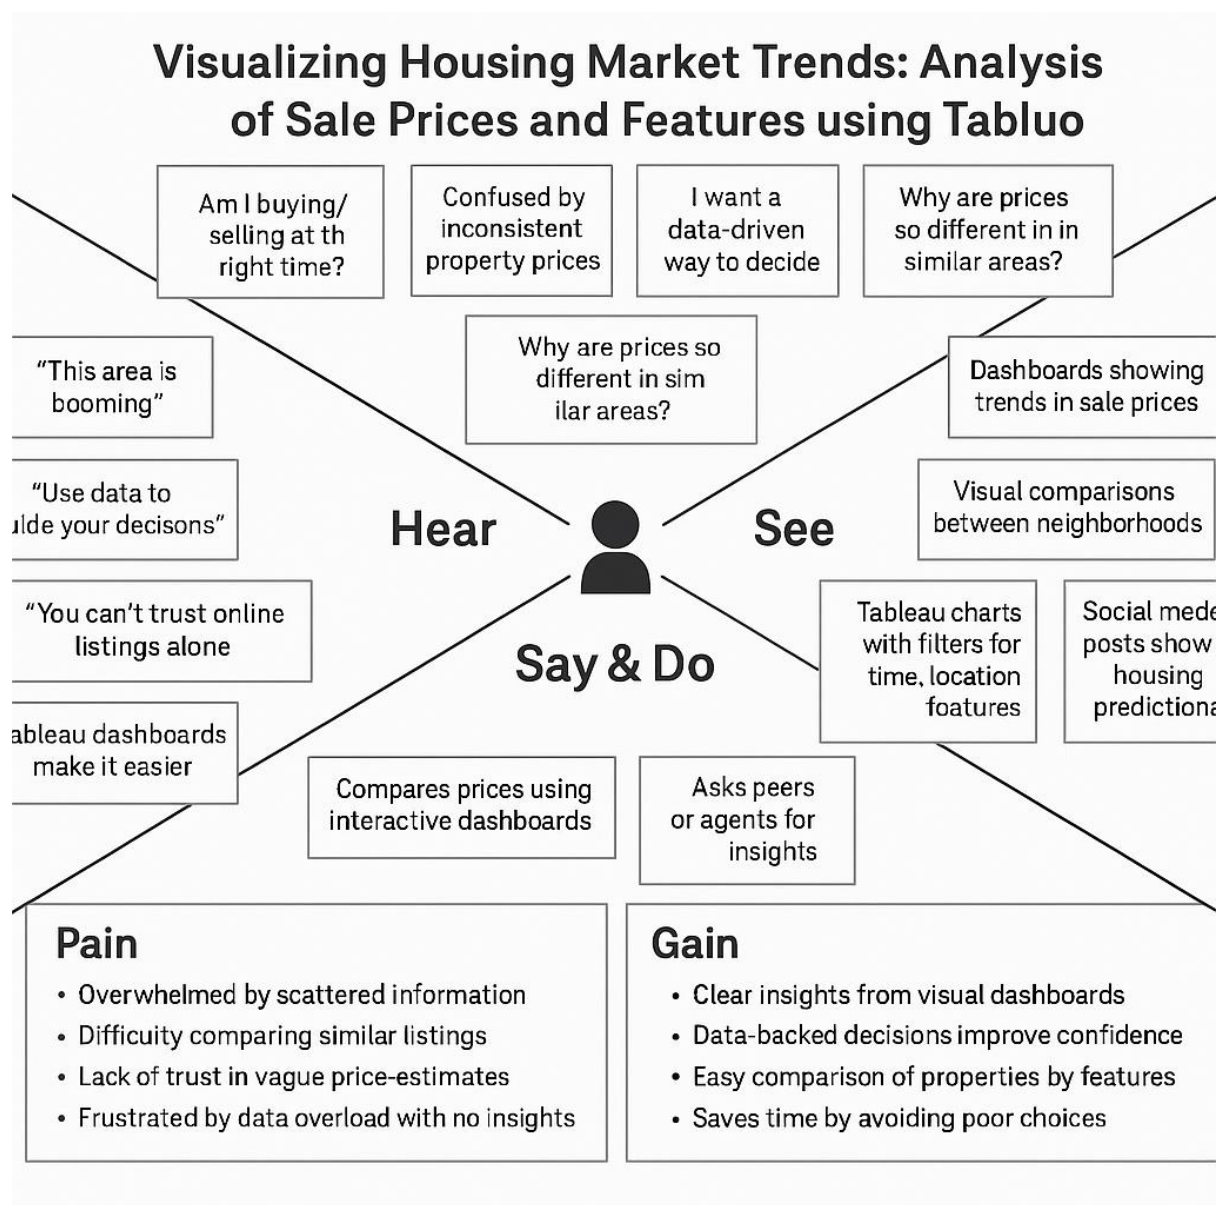 Visualizing Housing Market Trends: Analysis
of Sale Prices and Features using Tabluo
Am I buying/
selling at th
right time?
Confused by
inconsistent
property prices
I want a
data-driven
way to decide
Why are prices
so different in in
similar areas?
Why are prices so
different in sim
ilar areas?
“This area is
booming”
“Use data to
ulde your decisons”
“You can’t trust online
listings alone
ableau dashboards
make it easier
Hear
See
Dashboards showing
trends in sale prices
Visual comparisons
between neighborhoods
Tableau charts
with filters for
time, location
foatures
Social mede
posts show
housing
predictiona
Say & Do
Compares prices using
interactive dashboards
Asks peers
or agents for
insights
Pain
• Overwhelmed by scattered information
• Difficuity comparing similar listings
• Lack of trust in vague price-estimates
• Frustrated by data overload with no insights
Gain
• Clear insights from visual dashboards
• Data-backed decisions improve confidence
• Easy comparison of properties by features
• Saves time by avoiding poor choices